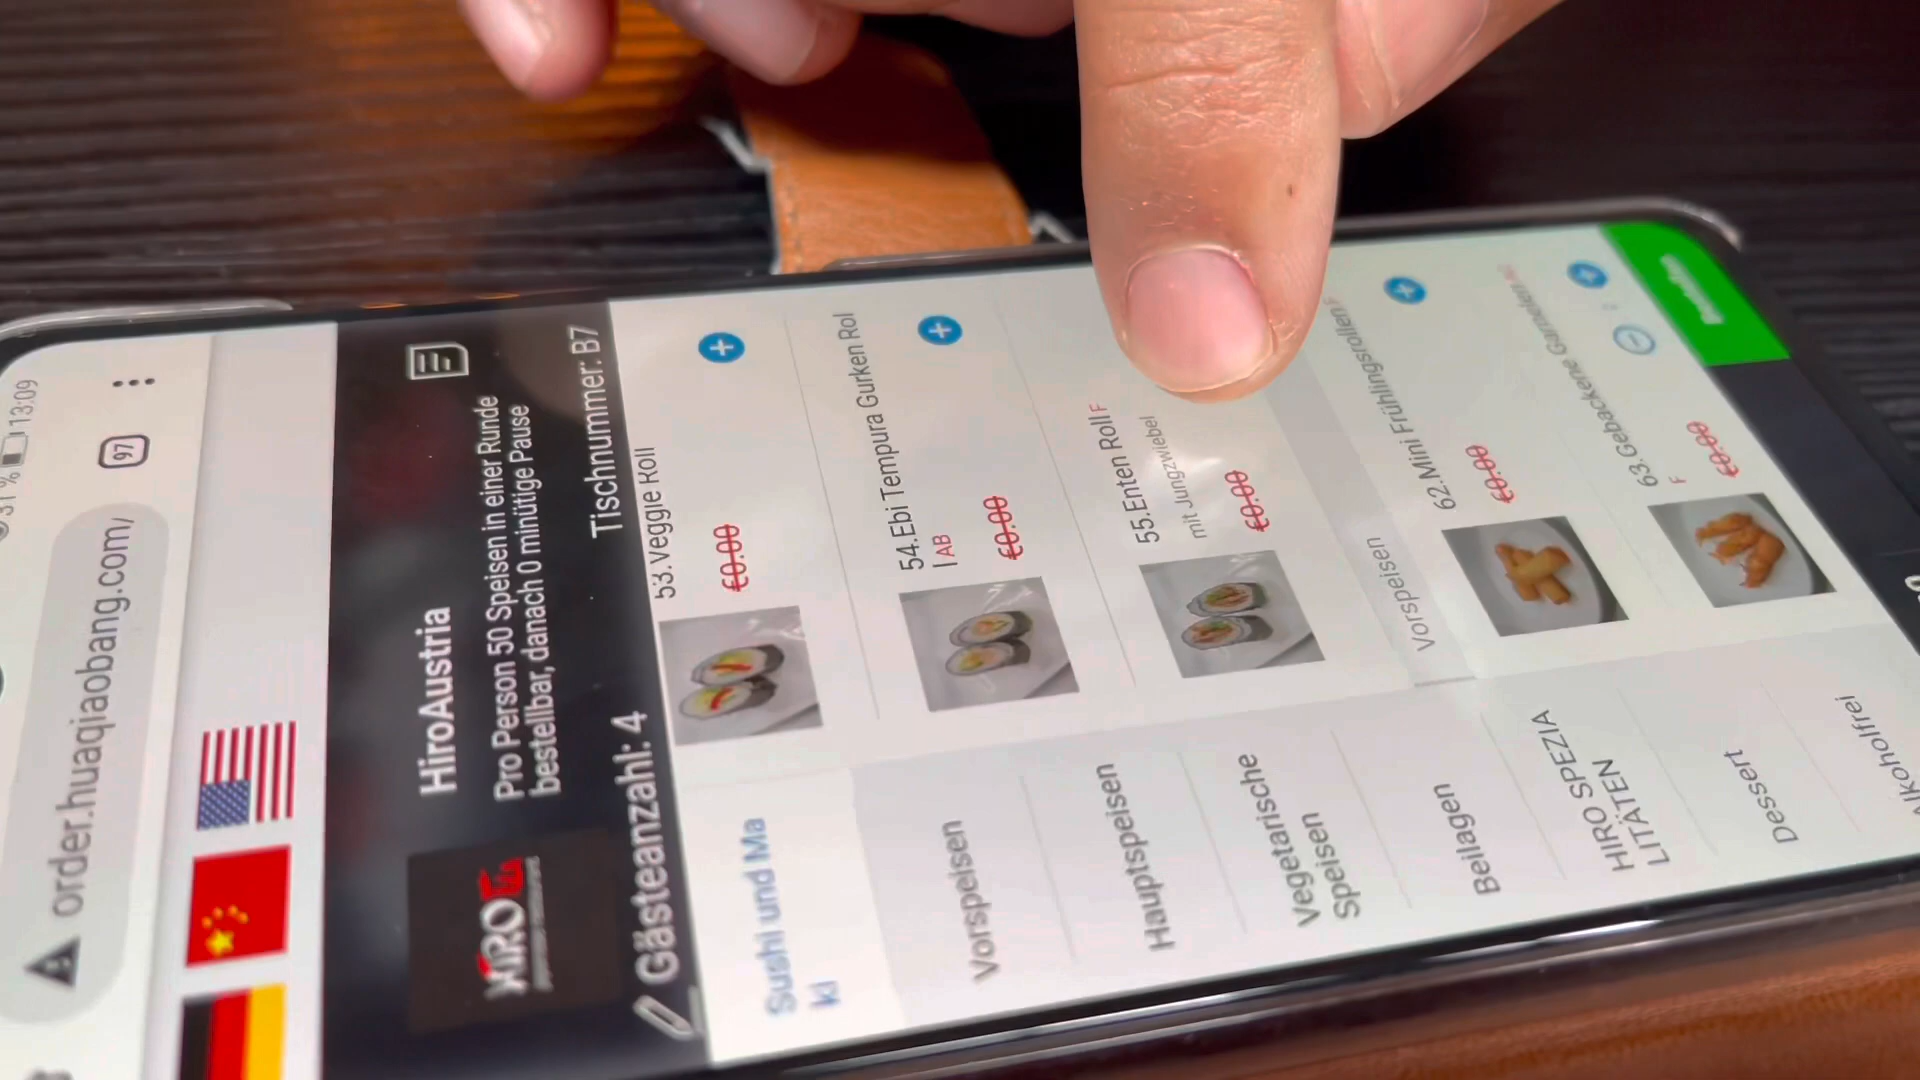 13:09
order.huaqiaobang.com/
97
HIRO
HiroAustria
Pro Person 50 Speisen in einer Runde
bestellbar, danach 0 minütige Pause
Gästeanzahl: 4
Tischnummer: B7
Sushi und Ma
ki
Vorspeisen
Hauptspeisen
Vegetarische
Speisen
Beilagen
HIRO SPEZIA
LITÄTEN
Dessert
lkoholfrei
53.Veggie Roll
€0.00
54.Ebi Tempura Gurken Rol
l AB
€0.00
55.Enten Roll F
mit Jungzwiebel
€0.00
Vorspeisen
62.Mini Frühlingsrollen F
€0.00
63.Gebackene Garnelen
F
€0.00